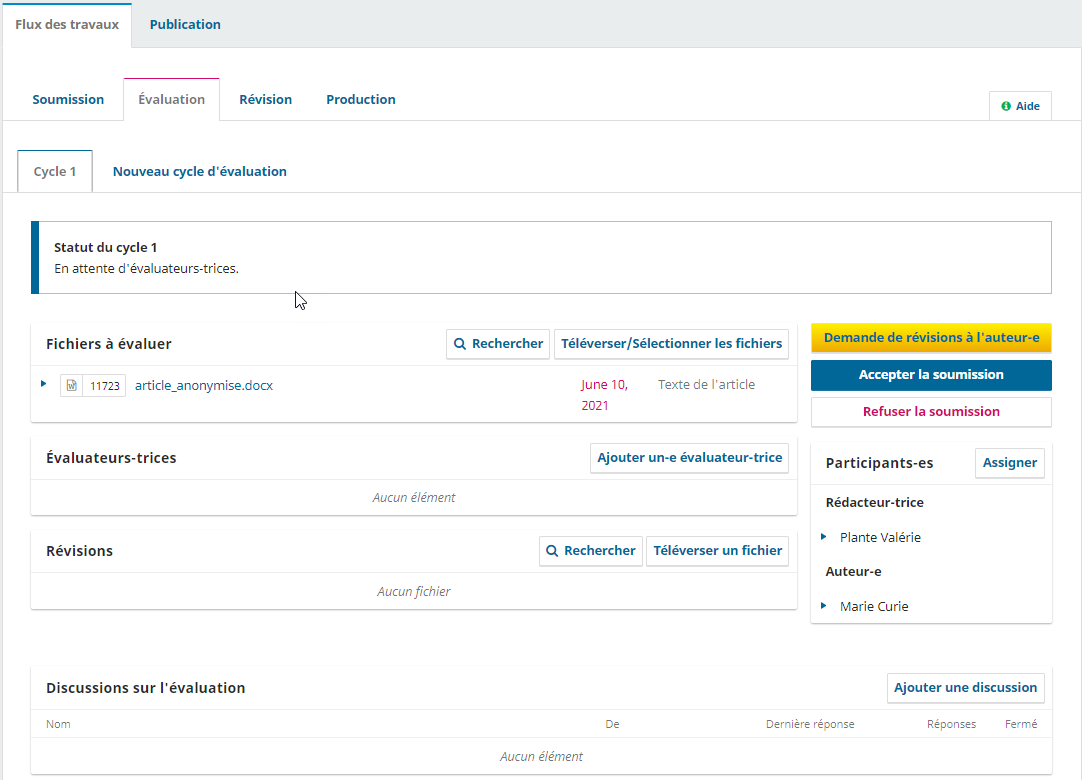 Flux des travaux Publication
Soumission Évaluation Révision Production Aide
Cycle 1 Nouveau cycle d'évaluation
Statut du cycle 1
En attente d'évaluateurs-trices.
Fichiers à évaluer Rechercher Téléverser/Sélectionner les fichiers
11723 article_anonymise.docx June 10, 2021 Texte de l'article
Évaluateurs-trices Ajouter un-e évaluateur-trice
Aucun élément
Révisions Rechercher Téléverser un fichier
Aucun fichier
Demande de révisions à l'auteur-e
Accepter la soumission
Refuser la soumission
Participants-es Assigner
Rédacteur-trice
Plante Valérie
Auteur-e
Marie Curie
Discussions sur l'évaluation Ajouter une discussion
Nom De Dernière réponse Réponses Fermé
Aucun élément